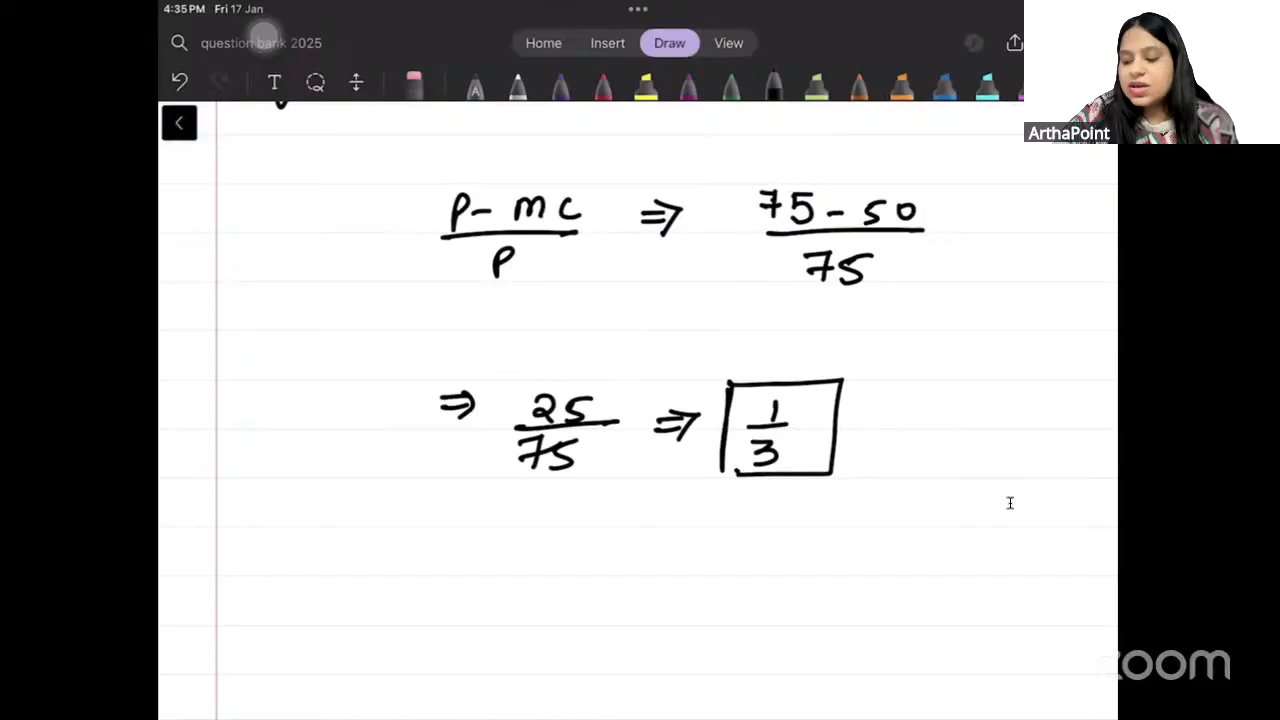 4:35 PM Fri 17 Jan
question bank 2025
Home Insert Draw View
T
A
ArthaPoint
P - MC ⇒ 75 - 50
P 75
⇒ 25 ⇒ 1
75 3
zoom